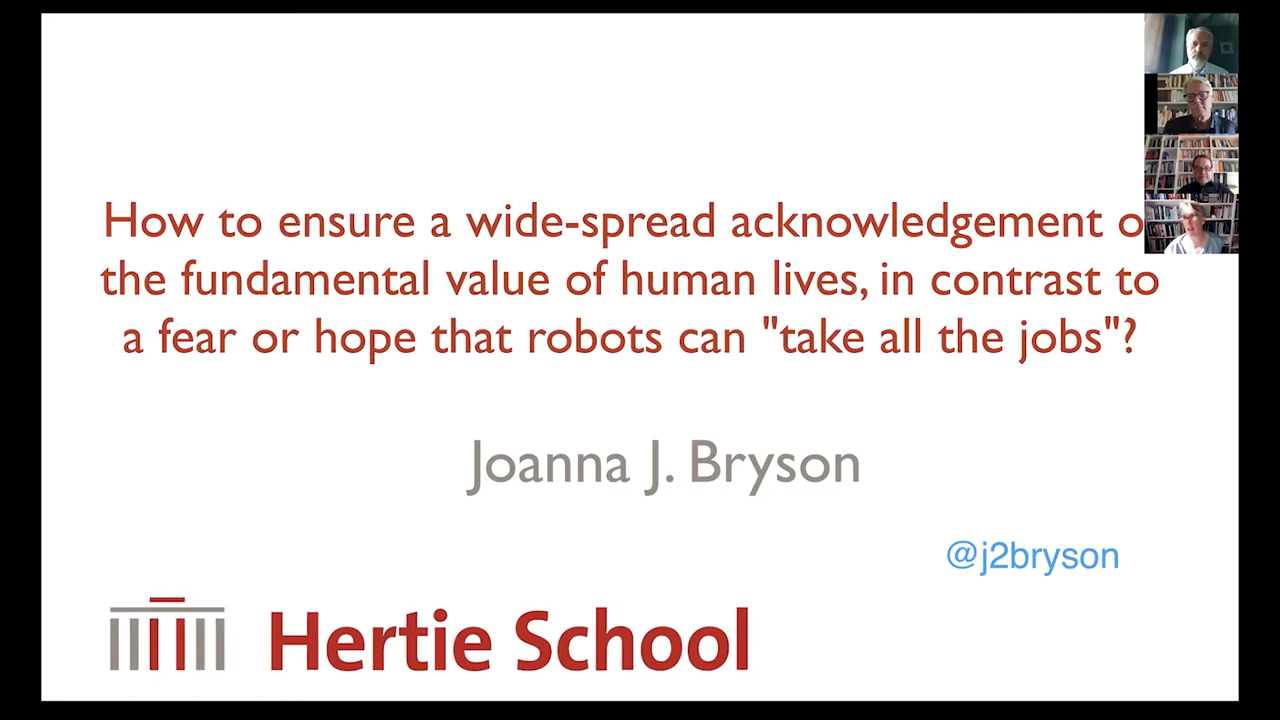 How to ensure a wide-spread acknowledgement o
the fundamental value of human lives, in contrast to
a fear or hope that robots can "take all the jobs"?
Joanna J. Bryson
@j2bryson
Hertie School